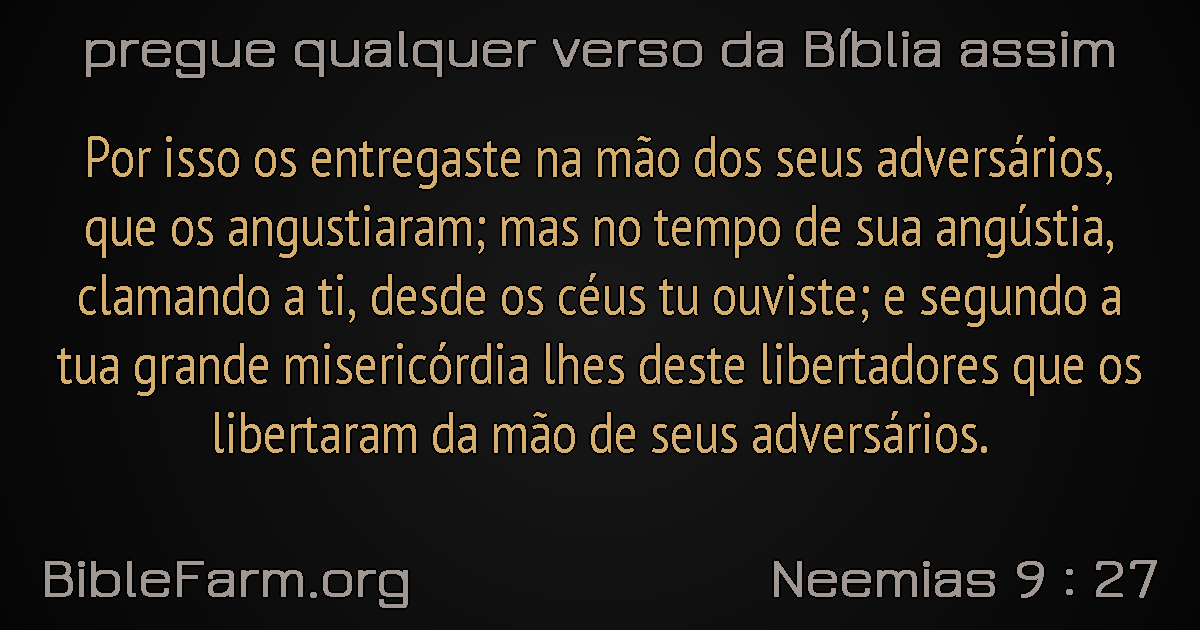 pregue qualquer verso da Bíblia assim
Por isso os entregaste na mão dos seus adversários,
que os angustiaram; mas no tempo de sua angústia,
clamando a ti, desde os céus tu ouviste; e segundo a
tua grande misericórdia lhes deste libertadores que os
libertaram da mão de seus adversários.
BibleFarm.org
Neemias 9 : 27